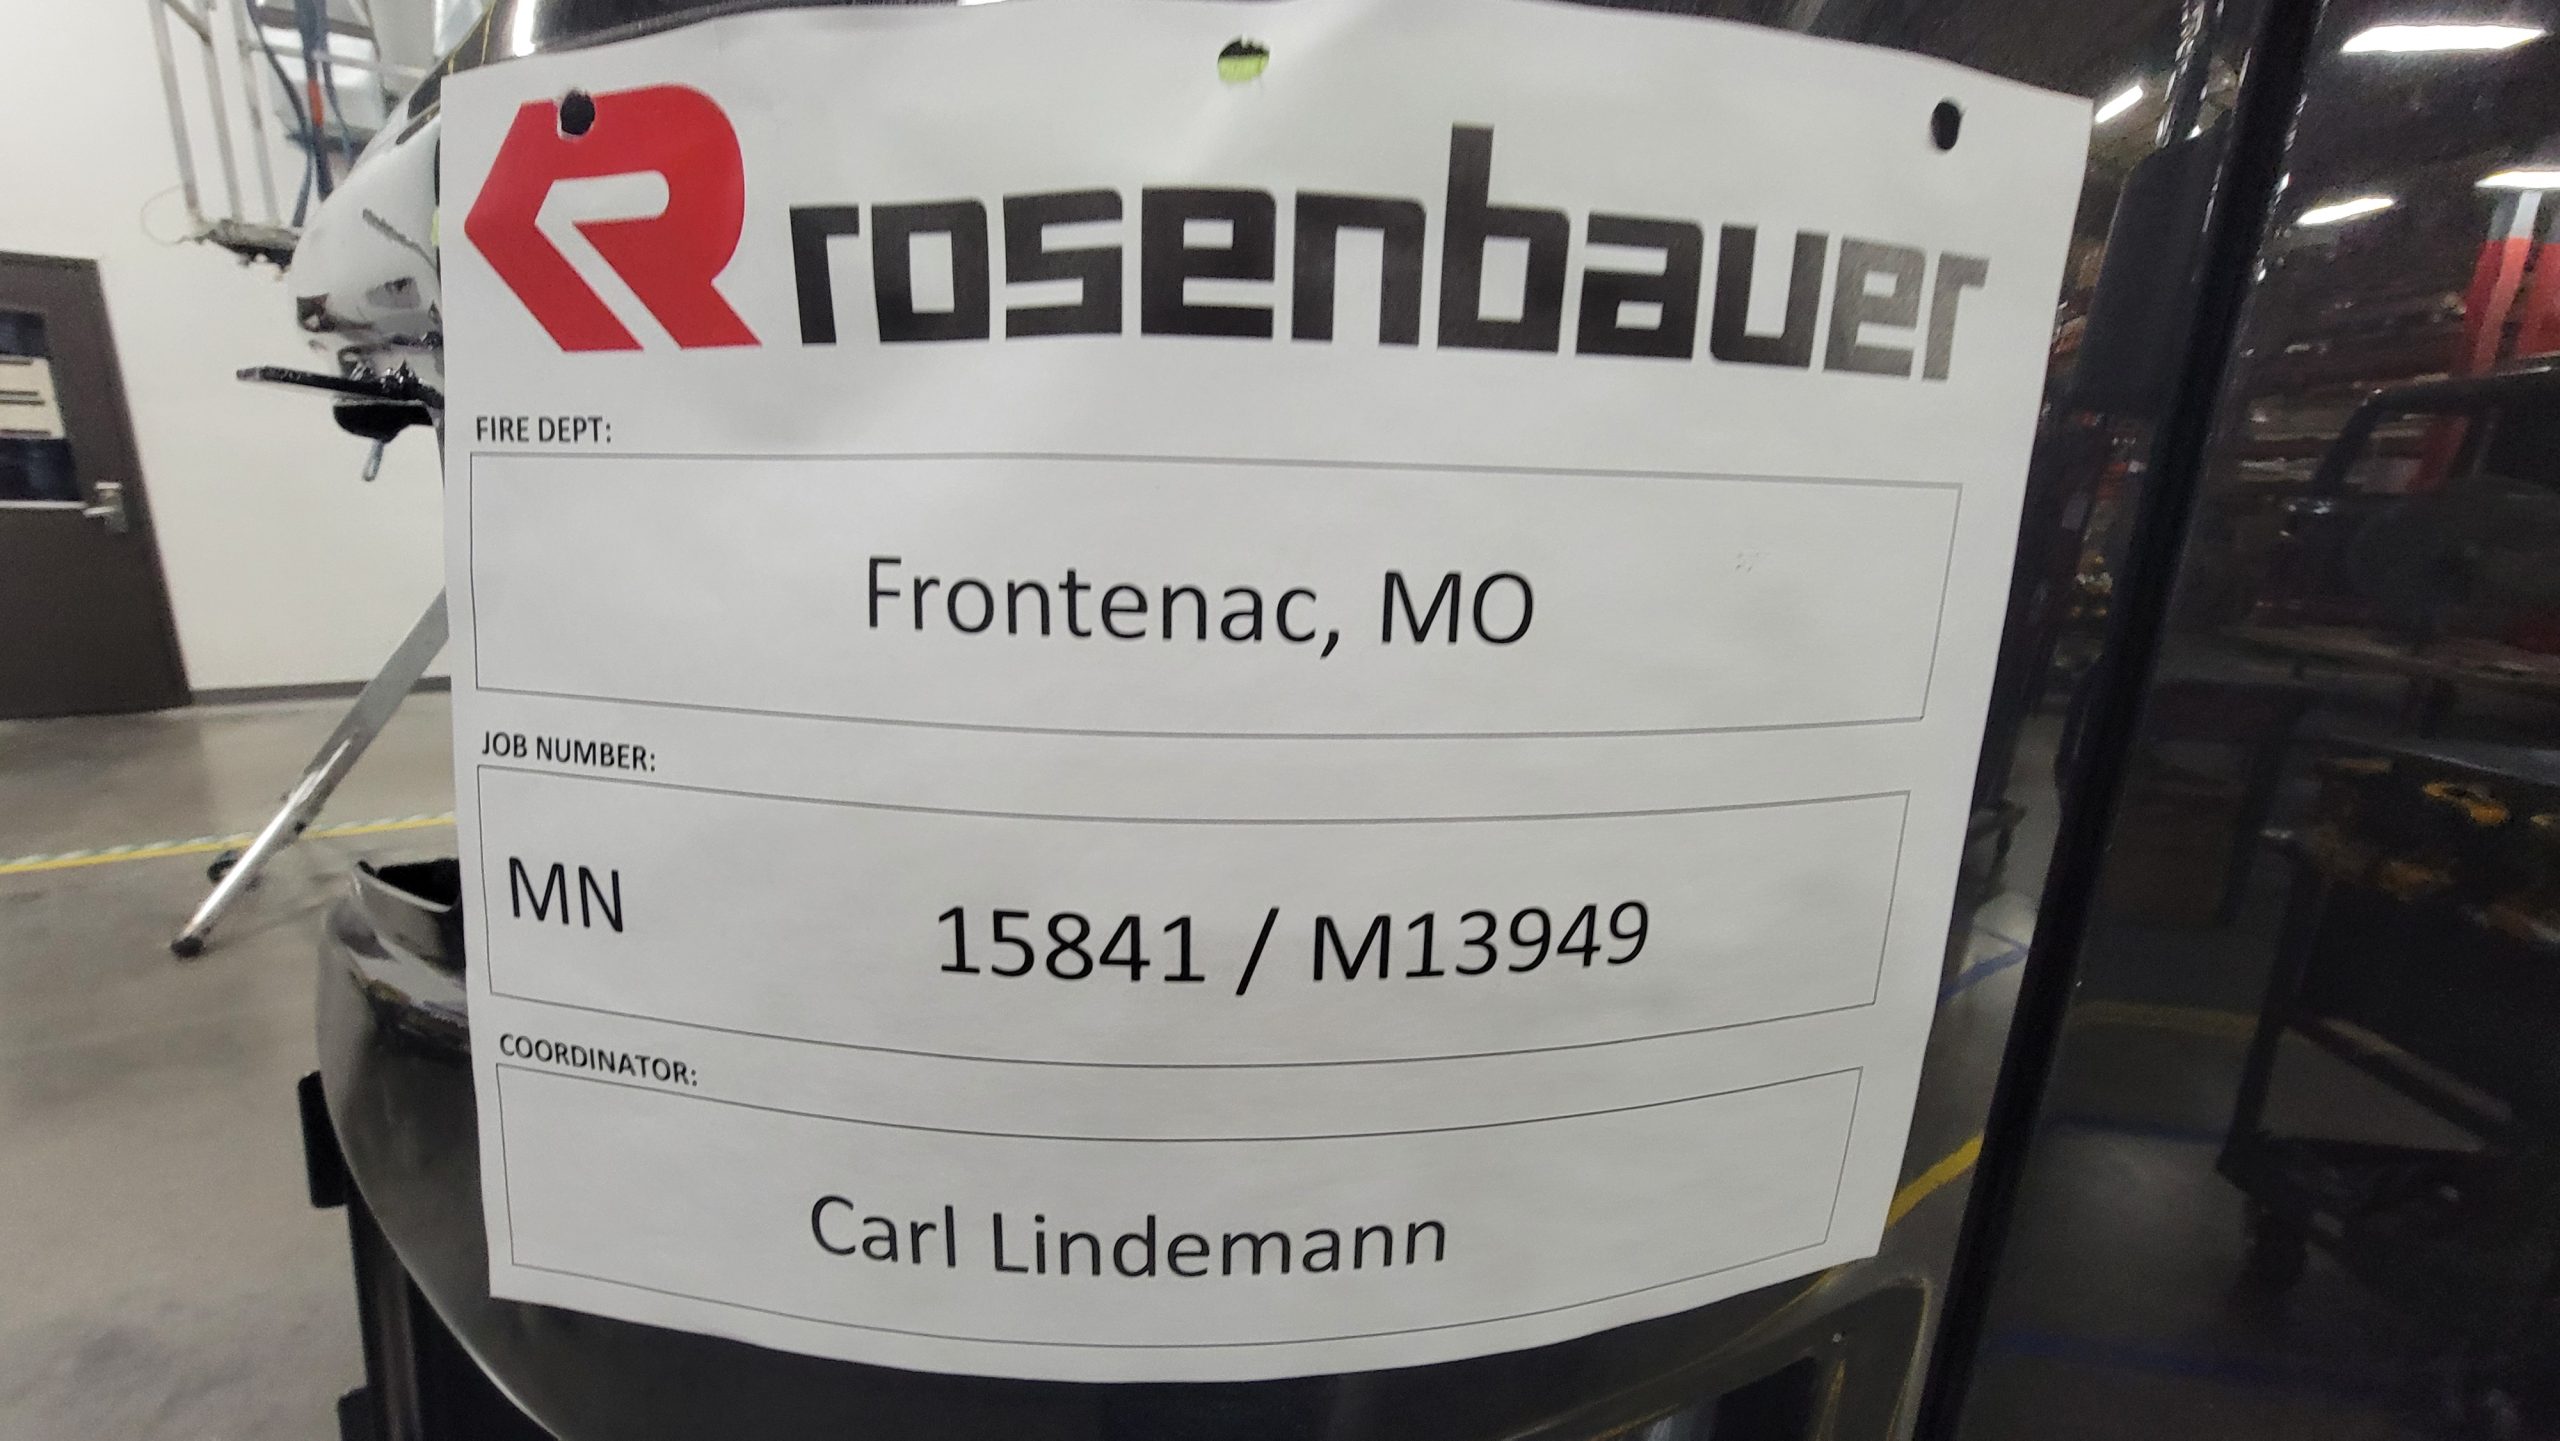 rosenbauer
FIRE DEPT:
Frontenac, MO
JOB NUMBER:
MN 15841 / M13949
COORDINATOR:
Carl Lindemann